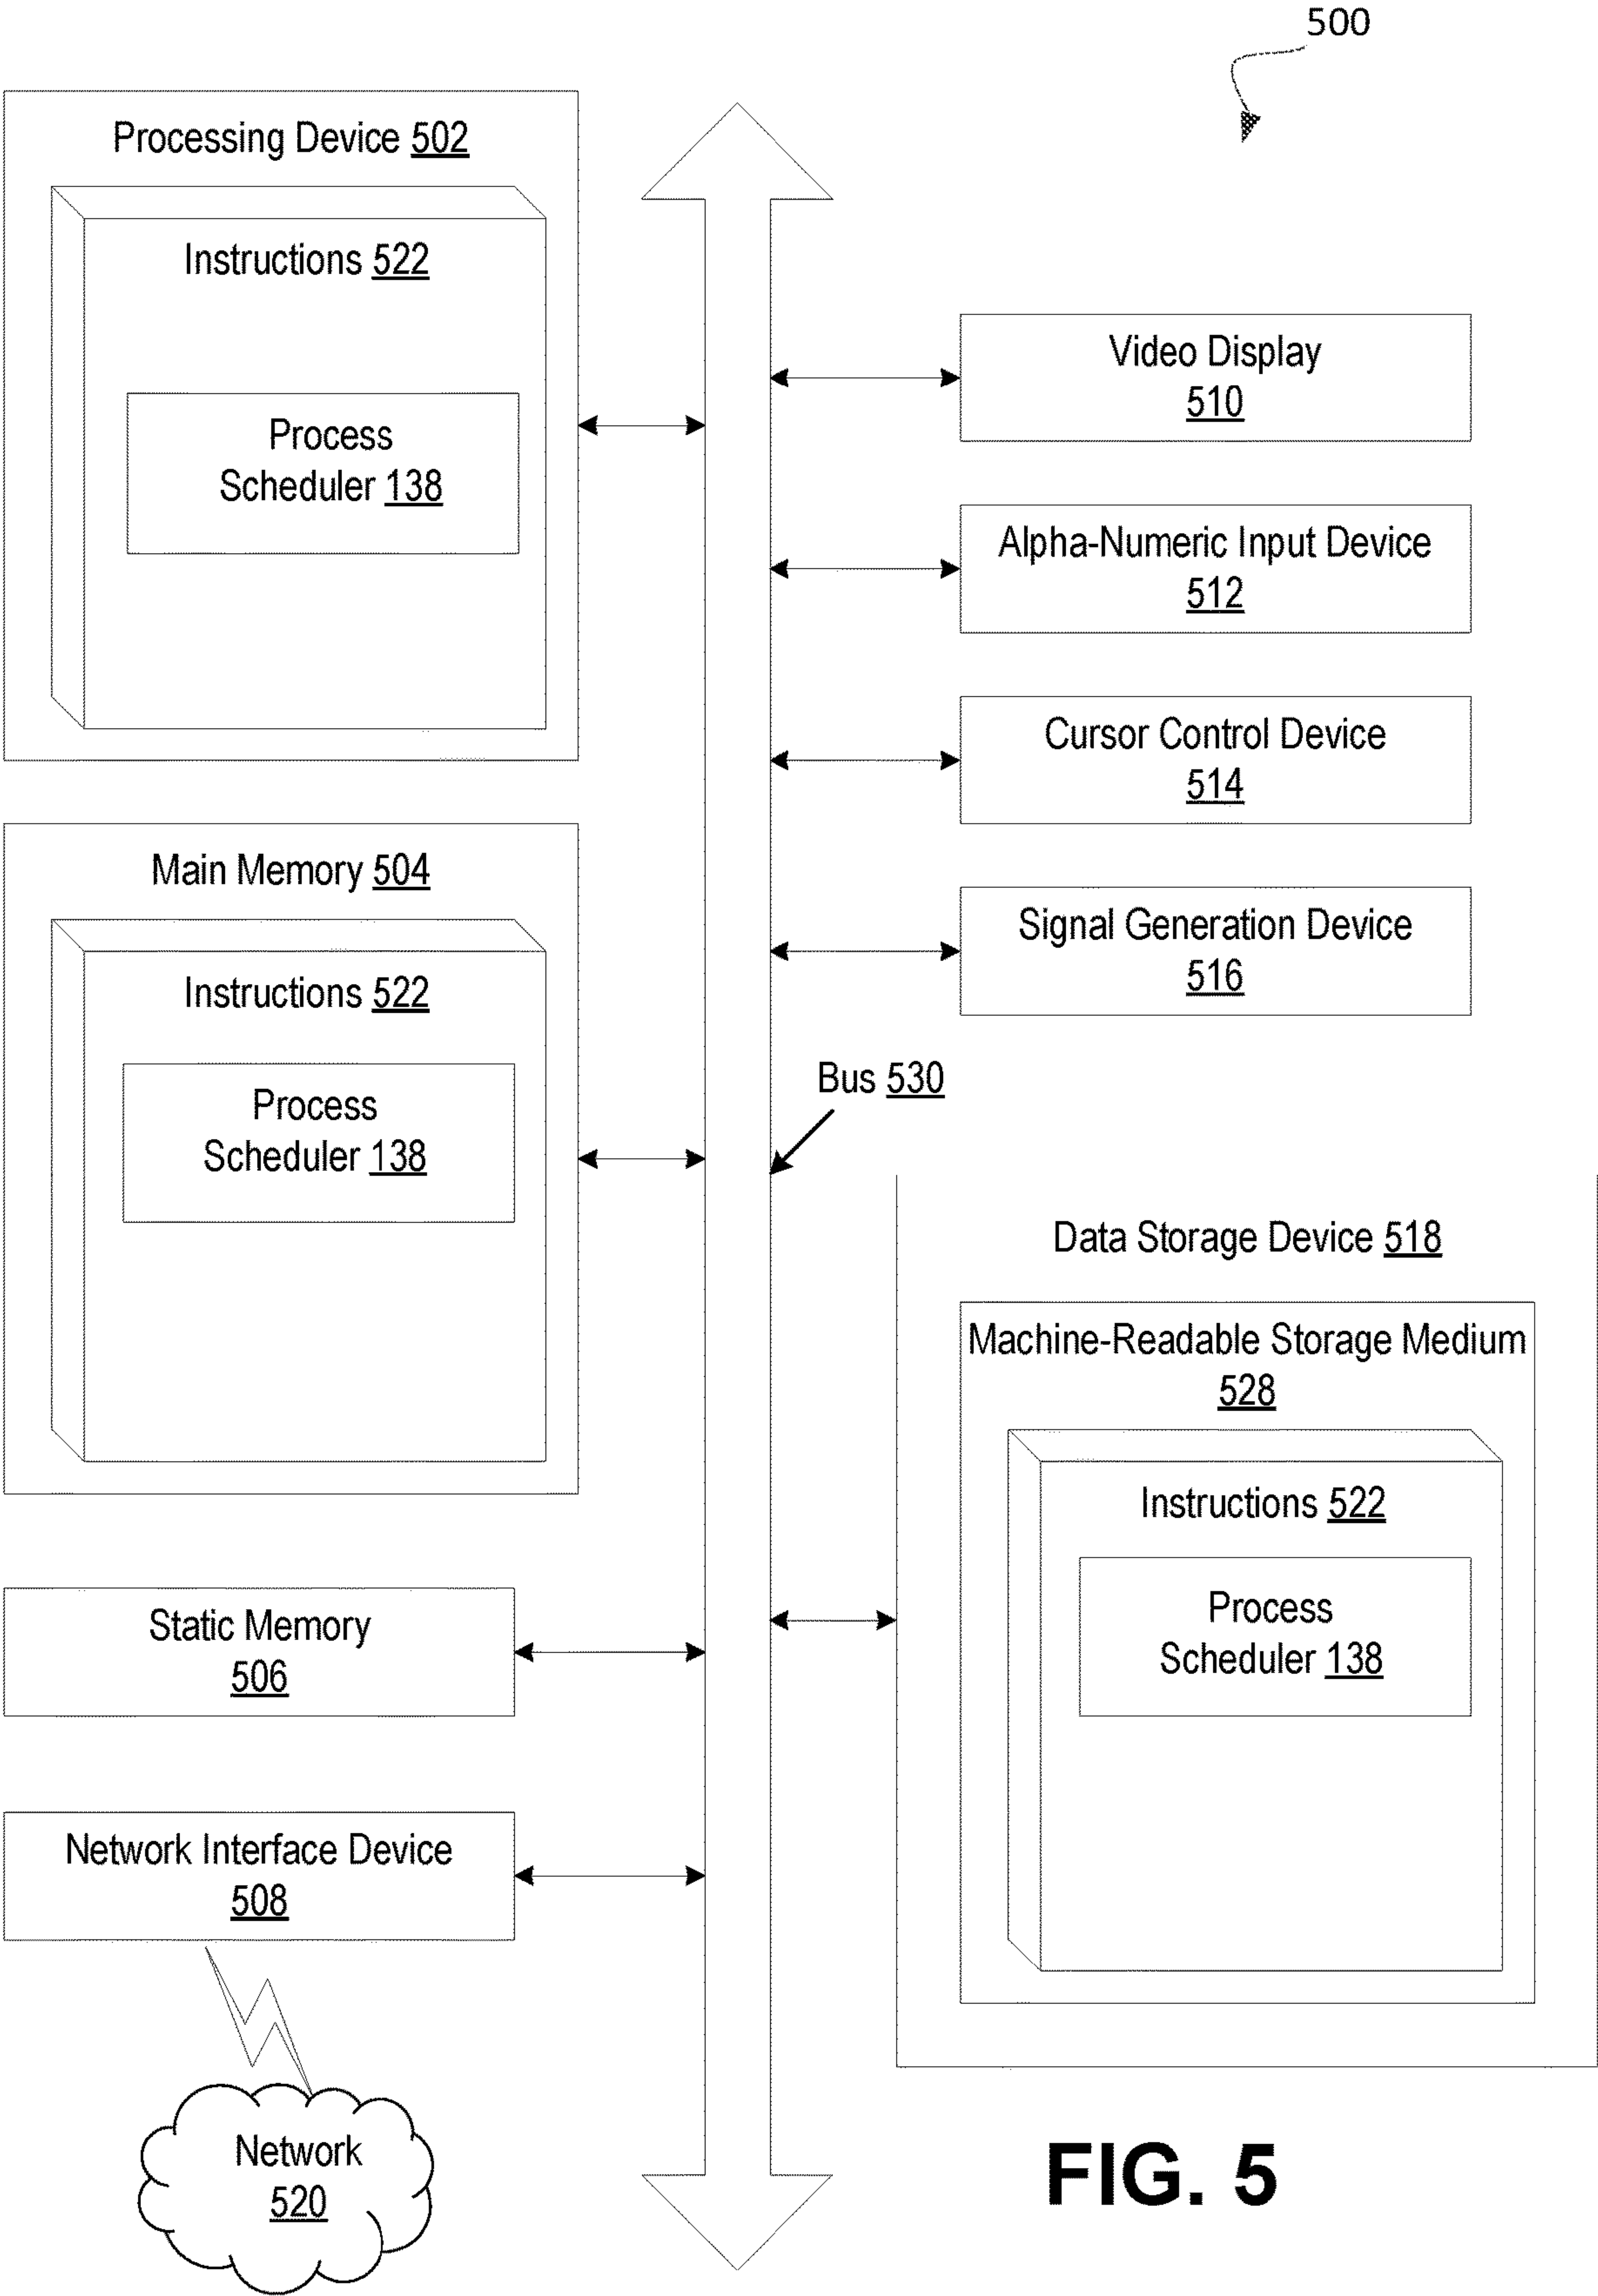 500
Processing Device 502
Instructions 522
Process
Scheduler 138
Main Memory 504
Instructions 522
Process
Scheduler 138
Static Memory
506
Network Interface Device
508
Network
520
Video Display
510
Alpha-Numeric Input Device
512
Cursor Control Device
514
Signal Generation Device
516
Bus 530
Data Storage Device 518
Machine-Readable Storage Medium
528
Instructions 522
Process
Scheduler 138
FIG. 5